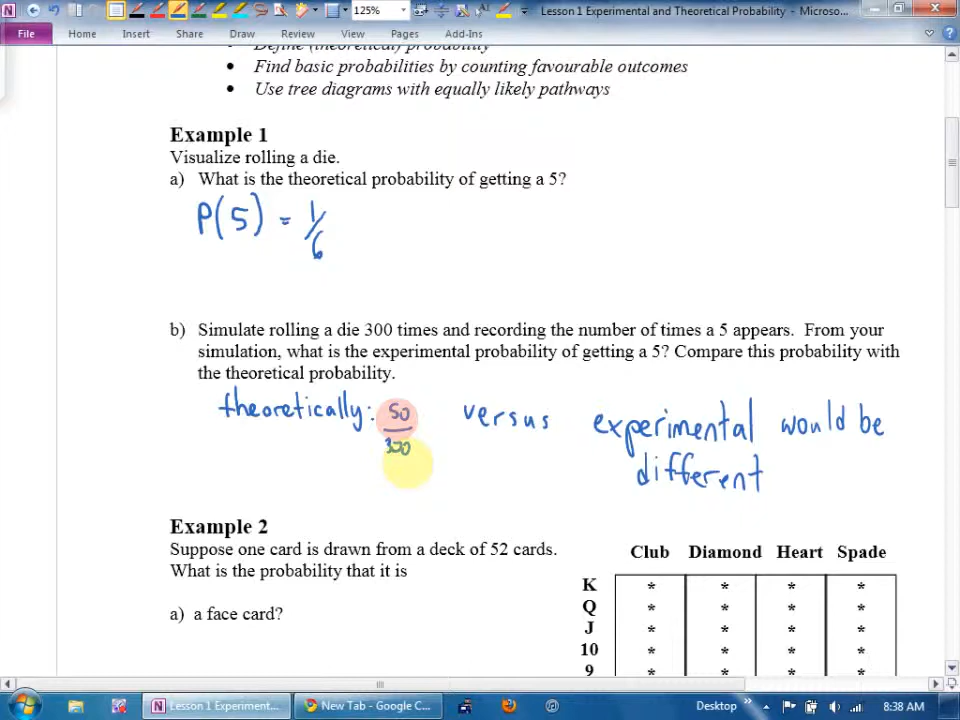 125%
Lesson 1 Experimental and Theoretical Probability - Microso...
File Home Insert Share Draw Review View Pages Add-Ins
• Define (theoretical) probability
• Find basic probabilities by counting favourable outcomes
• Use tree diagrams with equally likely pathways
Example 1
Visualize rolling a die.
a) What is the theoretical probability of getting a 5?
P(5) = 1/6
b) Simulate rolling a die 300 times and recording the number of times a 5 appears. From your
simulation, what is the experimental probability of getting a 5? Compare this probability with
the theoretical probability.
theoretically: 50/300 versus experimental would be
different
Example 2
Suppose one card is drawn from a deck of 52 cards.
What is the probability that it is
a) a face card?
Club Diamond Heart Spade
K * * * *
Q * * * *
J * * * *
10 * * * *
9 * * * *
Lesson 1 Experiment... New Tab - Google C... Desktop » 8:38 AM